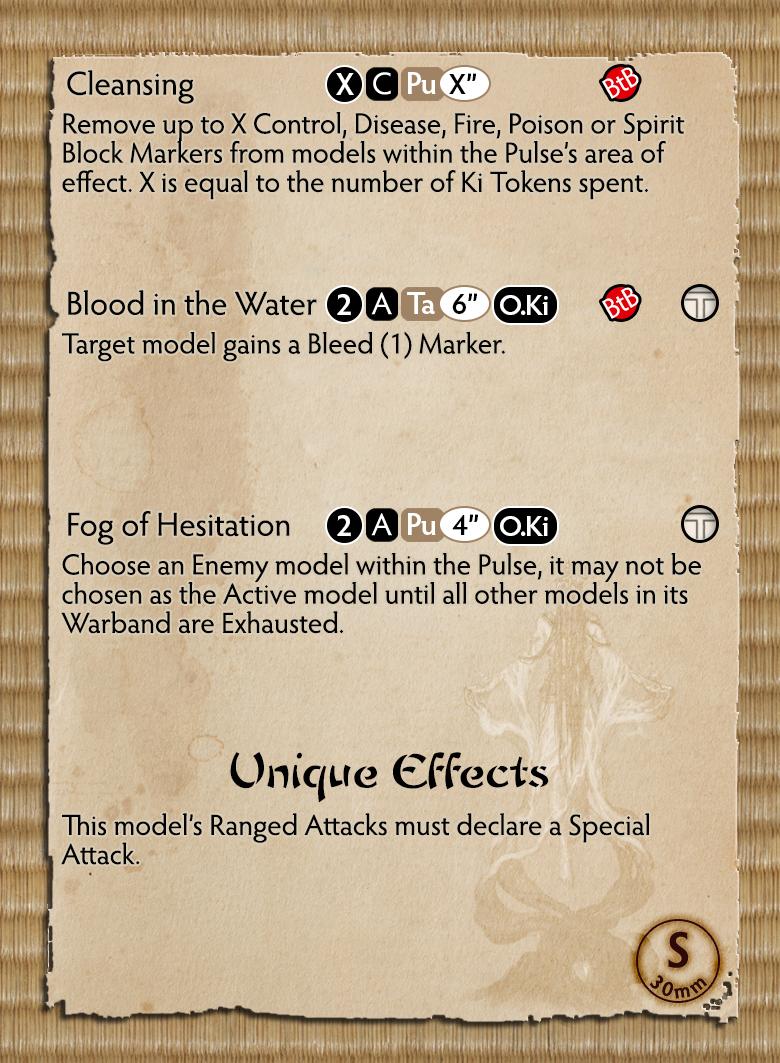 Cleansing X C Pu X" BtB
Remove up to X Control, Disease, Fire, Poison or Spirit
Block Markers from models within the Pulse's area of
effect. X is equal to the number of Ki Tokens spent.
Blood in the Water 2 A Ta 6" O.Ki BtB T
Target model gains a Bleed (1) Marker.
Fog of Hesitation 2 A Pu 4" O.Ki T
Choose an Enemy model within the Pulse, it may not be
chosen as the Active model until all other models in its
Warband are Exhausted.
Unique Effects
This model's Ranged Attacks must declare a Special
Attack.
S
30mm